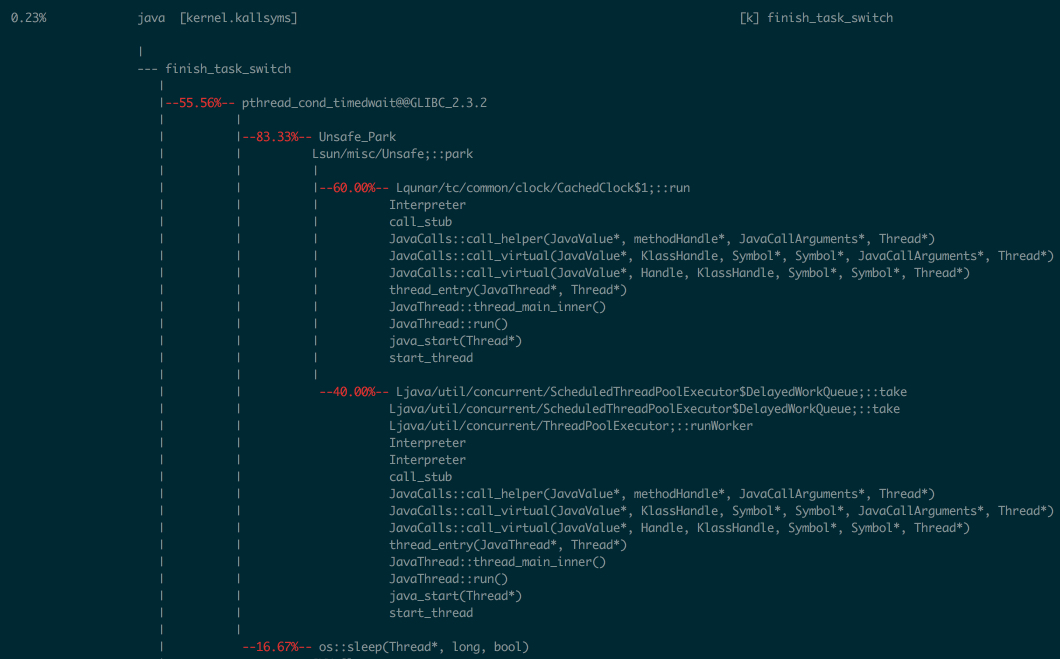 0.23% java [kernel.kallsyms] [k] finish_task_switch
|
--- finish_task_switch
|
|--55.56%-- pthread_cond_timedwait@@GLIBC_2.3.2
| |
| |--83.33%-- Unsafe_Park
| | Lsun/misc/Unsafe;::park
| | |
| | |--60.00%-- Lqunar/tc/common/clock/CachedClock$1;::run
| | | Interpreter
| | | call_stub
| | | JavaCalls::call_helper(JavaValue*, methodHandle*, JavaCallArguments*, Thread*)
| | | JavaCalls::call_virtual(JavaValue*, KlassHandle, Symbol*, Symbol*, JavaCallArguments*, Thread*)
| | | JavaCalls::call_virtual(JavaValue*, Handle, KlassHandle, Symbol*, Symbol*, Thread*)
| | | thread_entry(JavaThread*, Thread*)
| | | JavaThread::thread_main_inner()
| | | JavaThread::run()
| | | java_start(Thread*)
| | | start_thread
| | |
| | --40.00%-- Ljava/util/concurrent/ScheduledThreadPoolExecutor$DelayedWorkQueue;::take
| | Ljava/util/concurrent/ScheduledThreadPoolExecutor$DelayedWorkQueue;::take
| | Ljava/util/concurrent/ThreadPoolExecutor;::runWorker
| | Interpreter
| | Interpreter
| | call_stub
| | JavaCalls::call_helper(JavaValue*, methodHandle*, JavaCallArguments*, Thread*)
| | JavaCalls::call_virtual(JavaValue*, KlassHandle, Symbol*, Symbol*, JavaCallArguments*, Thread*)
| | JavaCalls::call_virtual(JavaValue*, Handle, KlassHandle, Symbol*, Symbol*, Thread*)
| | thread_entry(JavaThread*, Thread*)
| | JavaThread::thread_main_inner()
| | JavaThread::run()
| | java_start(Thread*)
| | start_thread
| |
| --16.67%-- os::sleep(Thread*, long, bool)